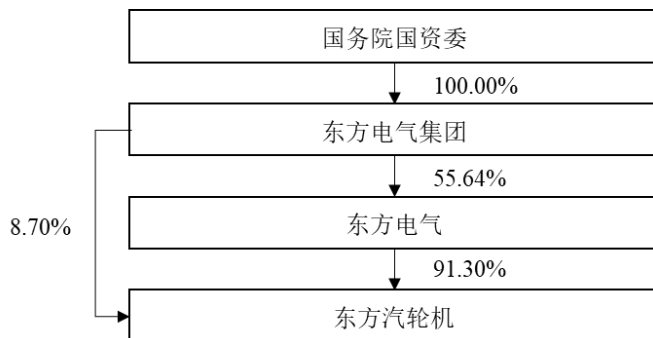 国务院国资委
100.00%
东方电气集团
55.64%
8.70%
东方电气
91.30%
东方汽轮机